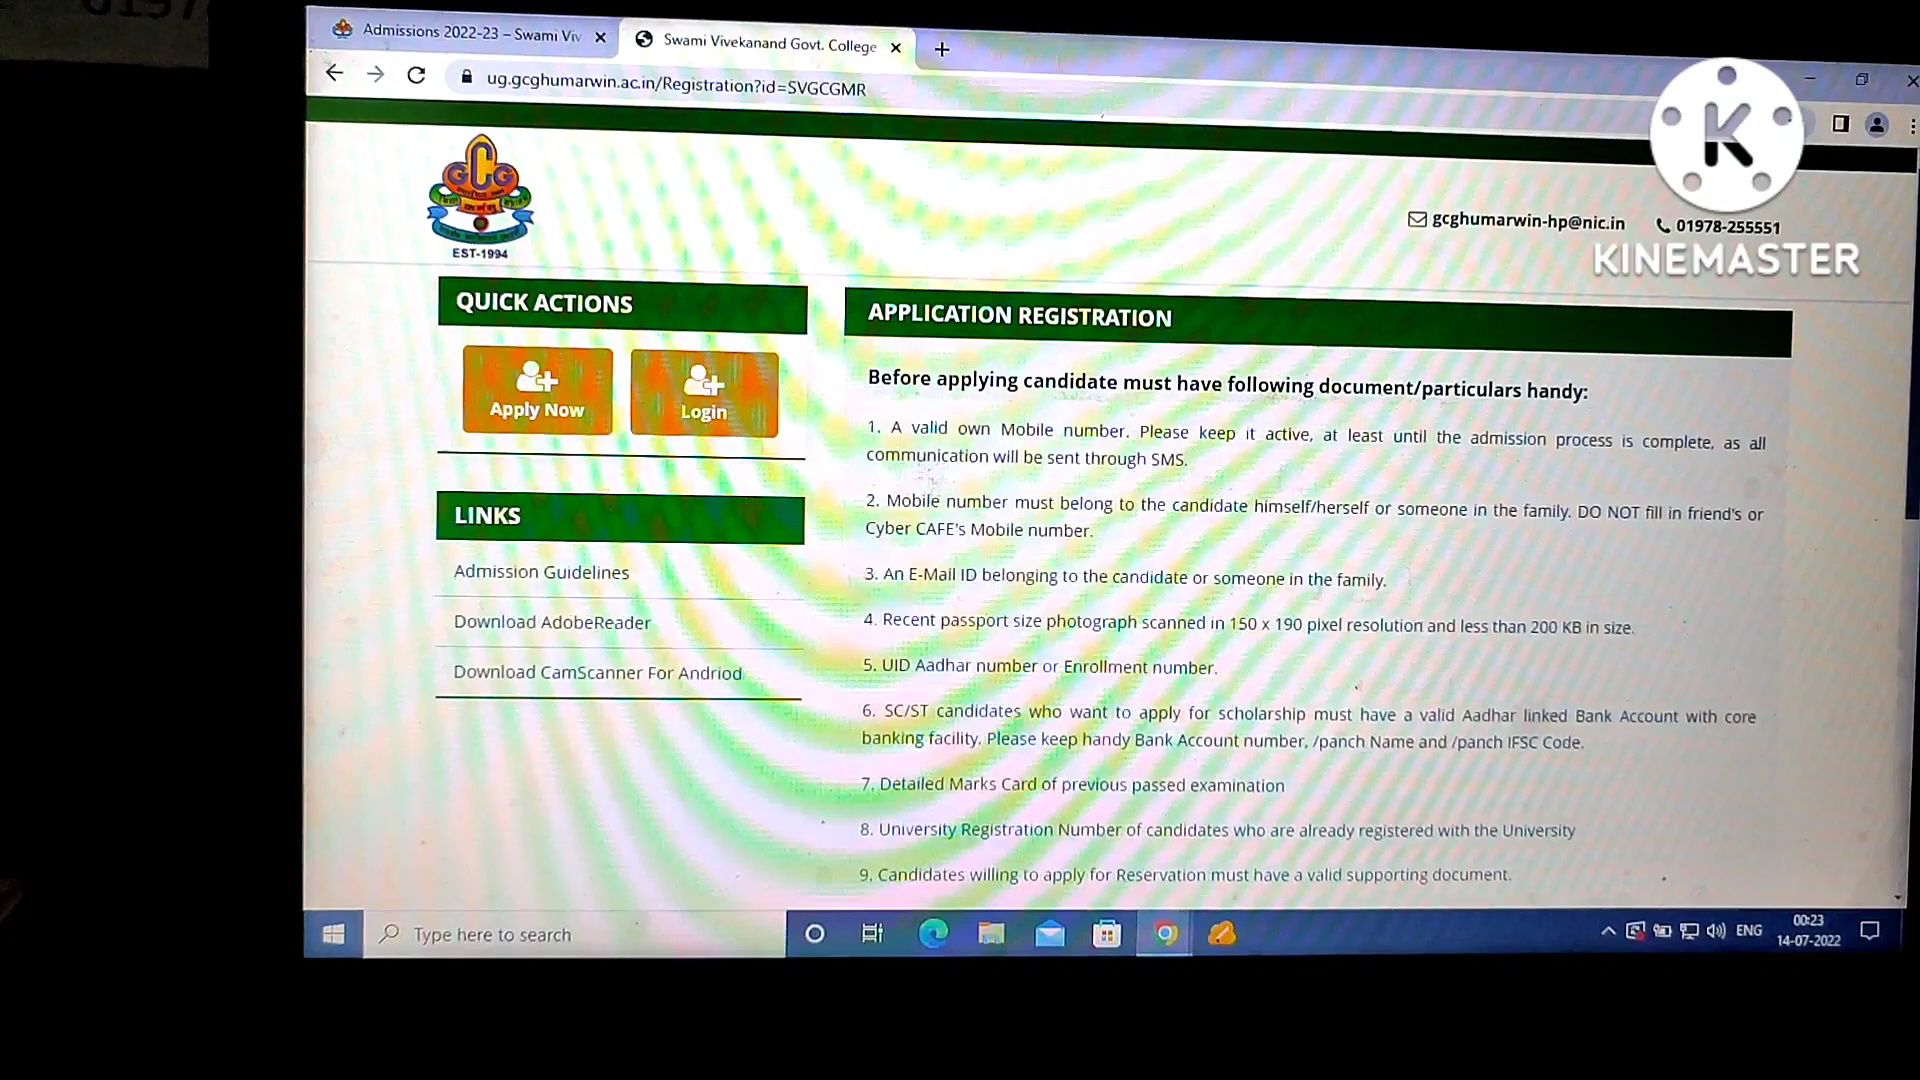 Admissions 2022-23 – Swami Viv
Swami Vivekanand Govt. College
ug.gcghumarwin.ac.in/Registration?id=SVGCGMR
GCG
EST-1994
gcghumarwin-hp@nic.in
01978-255551
K
KINEMASTER
QUICK ACTIONS
Apply Now
Login
LINKS
Admission Guidelines
Download AdobeReader
Download CamScanner For Andriod
APPLICATION REGISTRATION
Before applying candidate must have following document/particulars handy:
1. A valid own Mobile number. Please keep it active, at least until the admission process is complete, as all
communication will be sent through SMS.
2. Mobile number must belong to the candidate himself/herself or someone in the family. DO NOT fill in friend's or
Cyber CAFE's Mobile number.
3. An E-Mail ID belonging to the candidate or someone in the family.
4. Recent passport size photograph scanned in 150 x 190 pixel resolution and less than 200 KB in size.
5. UID Aadhar number or Enrollment number.
6. SC/ST candidates who want to apply for scholarship must have a valid Aadhar linked Bank Account with core
banking facility. Please keep handy Bank Account number, /panch Name and /panch IFSC Code.
7. Detailed Marks Card of previous passed examination
8. University Registration Number of candidates who are already registered with the University
9. Candidates willing to apply for Reservation must have a valid supporting document.
Type here to search
ENG
00:23
14-07-2022